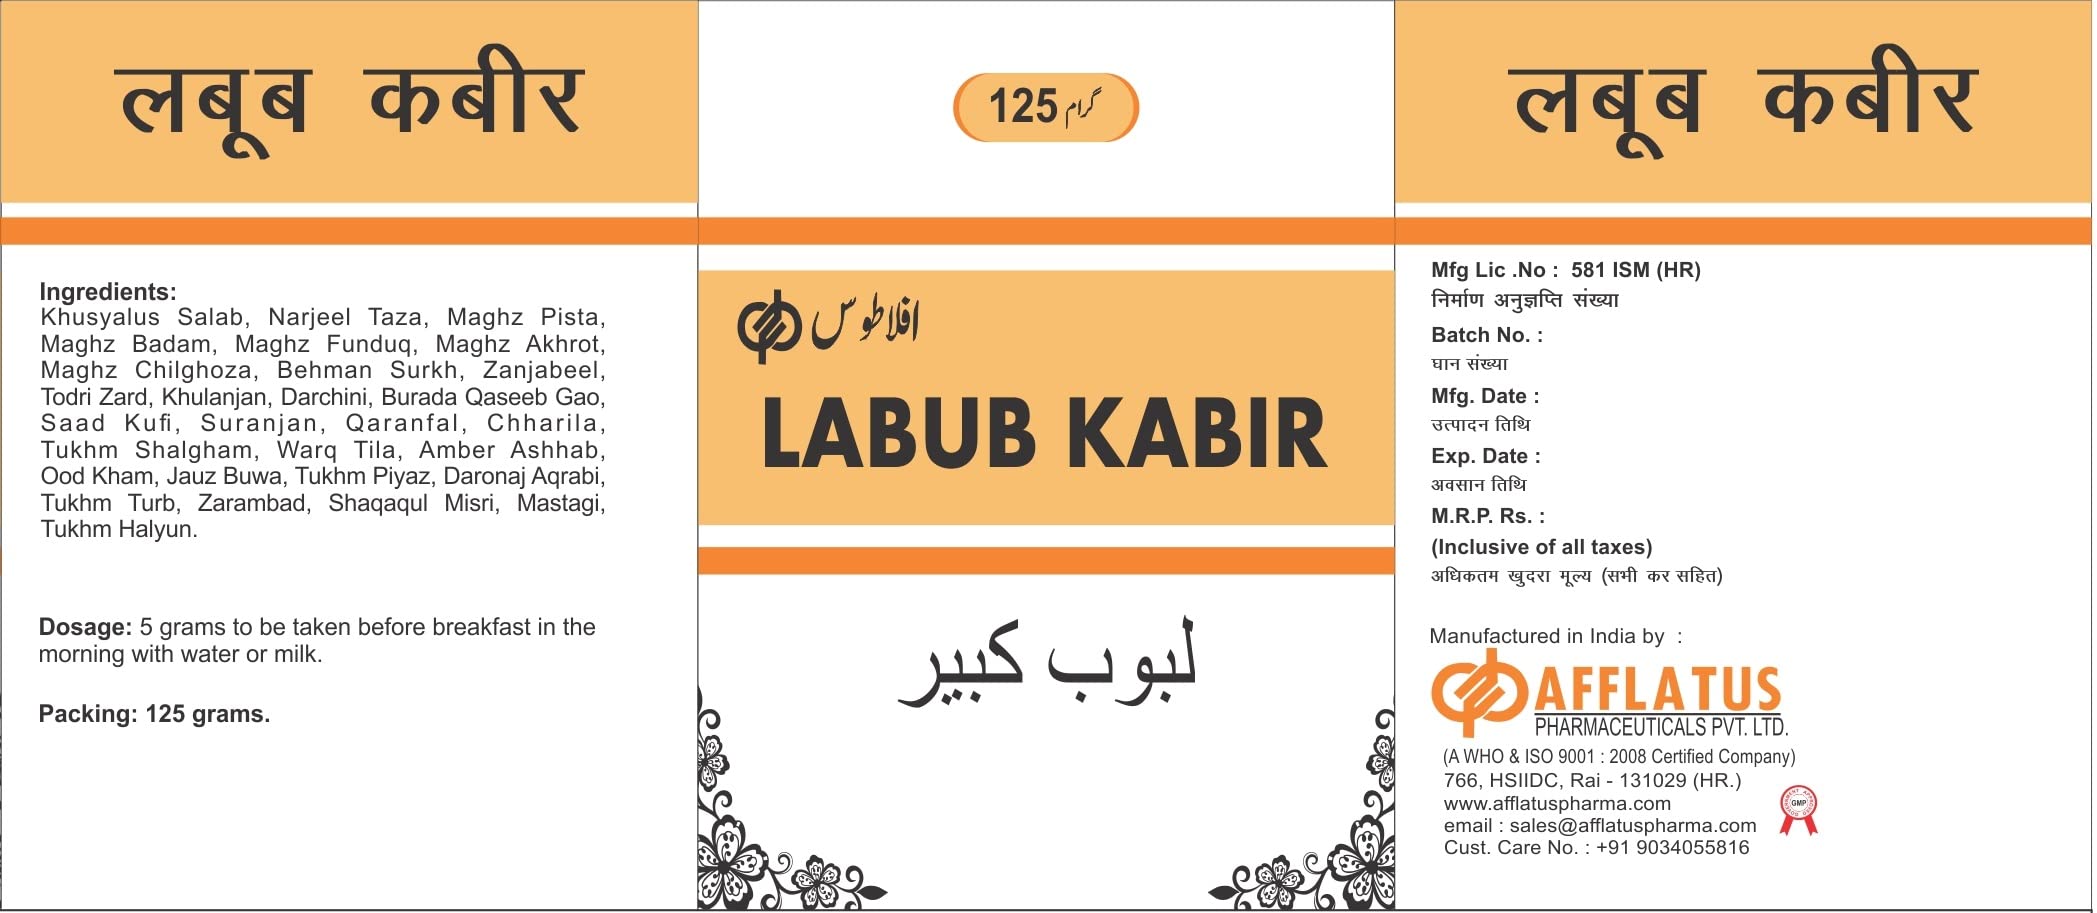 लबूब कबीर
Ingredients:
Khusyalus Salab, Narjeel Taza, Maghz Pista,
Maghz Badam, Maghz Funduq, Maghz Akhrot,
Maghz Chilghoza, Behman Surkh, Zanjabeel,
Todri Zard, Khulanjan, Darchini, Burada Qaseeb Gao,
Saad Kufi, Suranjan, Qaranfal, Chharila,
Tukhm Shalgham, Warq Tila, Amber Ashhab,
Ood Kham, Jauz Buwa, Tukhm Piyaz, Daronaj Aqrabi,
Tukhm Turb, Zarambad, Shaqaqul Misri, Mastagi,
Tukhm Halyun.
Dosage: 5 grams to be taken before breakfast in the
morning with water or milk.
Packing: 125 grams.
125 گرام
افلاطوس
LABUB KABIR
لبوب کبیر
लबूब कबीर
Mfg Lic .No : 581 ISM (HR)
निर्माण अनुज्ञप्ति संख्या
Batch No. :
घान संख्या
Mfg. Date :
उत्पादन तिथि
Exp. Date :
अवसान तिथि
M.R.P. Rs. :
(Inclusive of all taxes)
अधिकतम खुदरा मूल्य (सभी कर सहित)
Manufactured in India by :
AFFLATUS
PHARMACEUTICALS PVT. LTD.
(A WHO & ISO 9001 : 2008 Certified Company)
766, HSIIDC, Rai - 131029 (HR.)
www.afflatuspharma.com
email : sales@afflatuspharma.com
Cust. Care No. : +91 9034055816
GMP